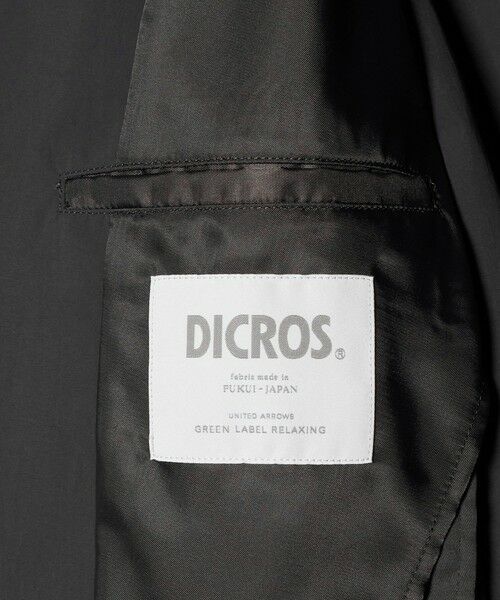 DICROS®
fabric made in
FUKUI - JAPAN
UNITED ARROWS
GREEN LABEL RELAXING